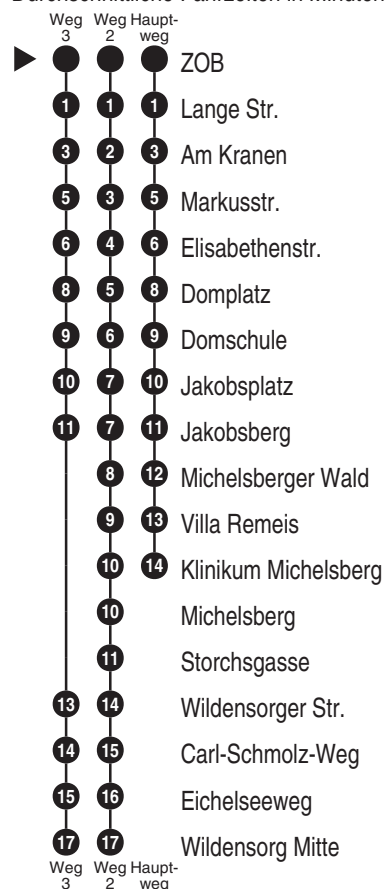 Durchschnittliche Fahrzeiten in Minuten
Weg 3 Weg 2 Haupt-weg
ZOB
1 1 1 Lange Str.
3 2 3 Am Kranen
5 3 5 Markusstr.
6 4 6 Elisabethenstr.
8 5 8 Domplatz
9 6 9 Domschule
10 7 10 Jakobsplatz
11 7 11 Jakobsberg
8 12 Michelsberger Wald
9 13 Villa Remeis
10 14 Klinikum Michelsberg
10 Michelsberg
11 Storchsgasse
13 14 Wildensorger Str.
14 15 Carl-Schmolz-Weg
15 16 Eichelseeweg
17 17 Wildensorg Mitte
Weg 3 Weg 2 Haupt-weg